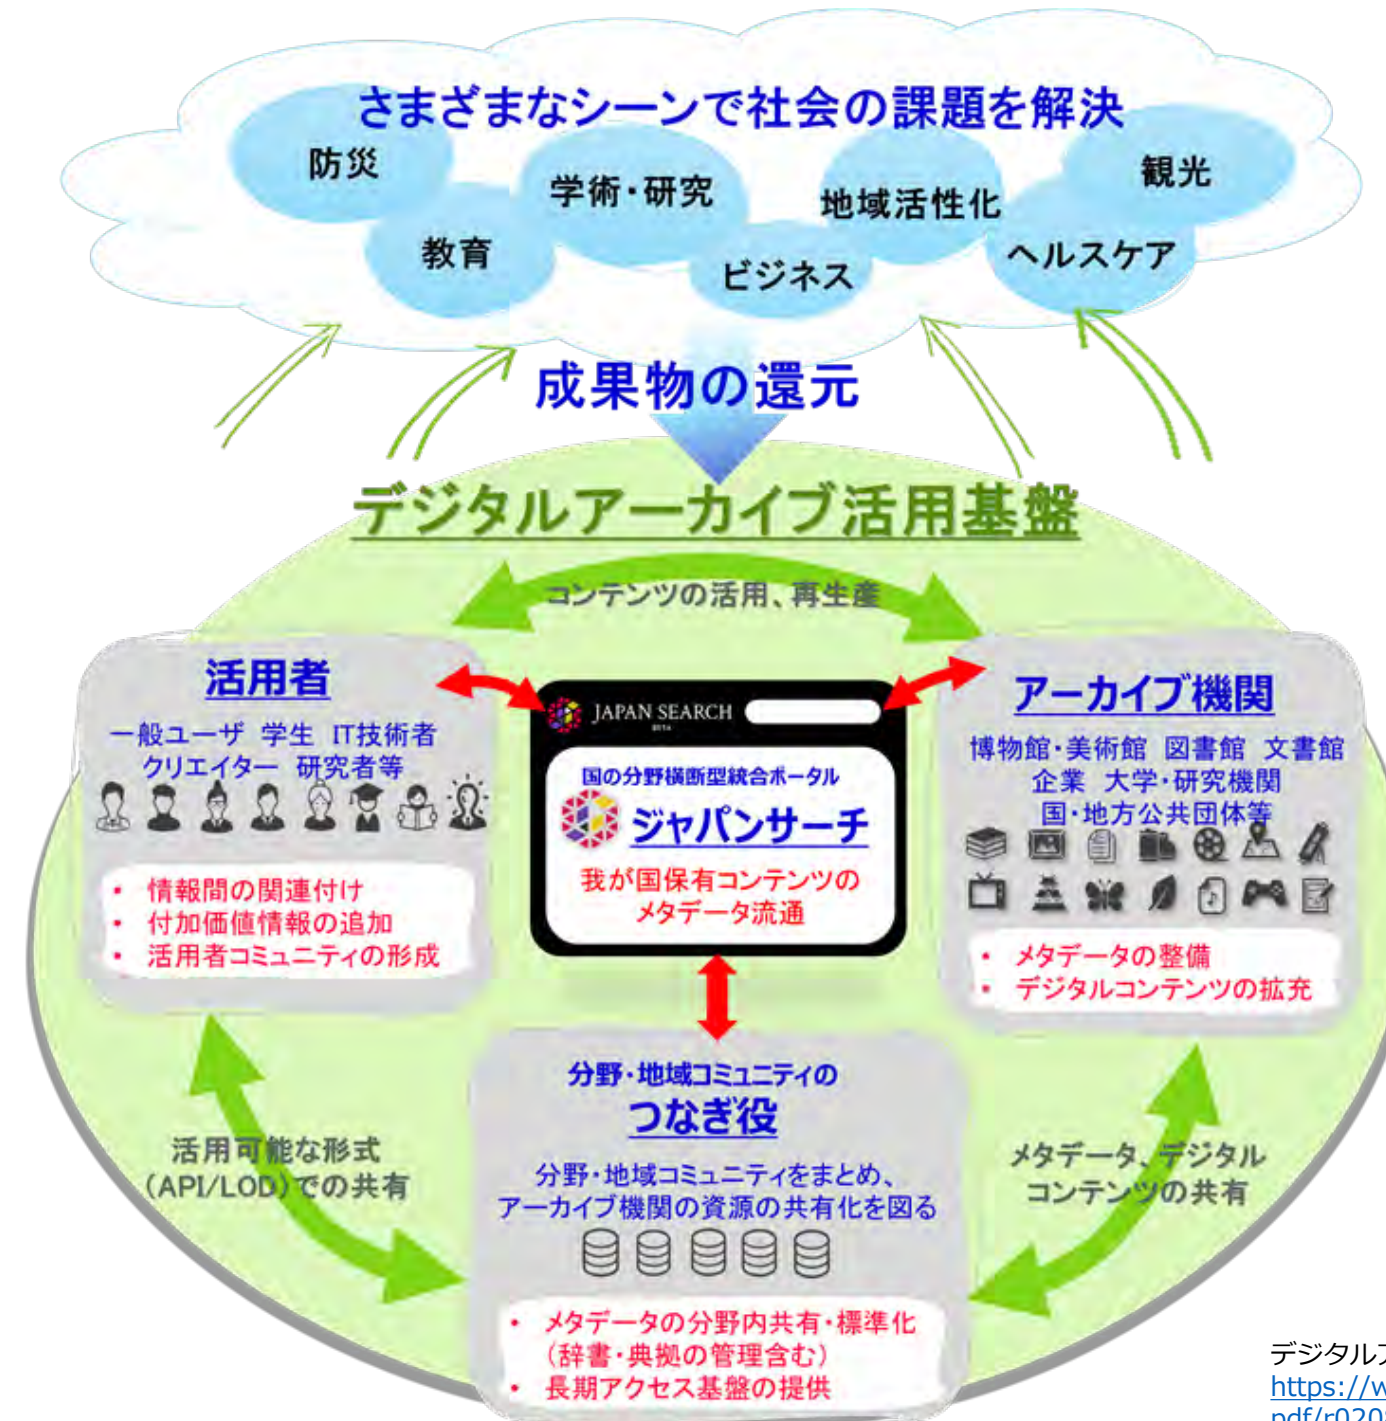 さまざまなシーンで社会の課題を解決
防災
学術・研究
地域活性化
観光
教育
ビジネス
ヘルスケア
成果物の還元
デジタルアーカイブ活用基盤
コンテンツの活用、再生産
活用者
一般ユーザ 学生 IT技術者
クリエイター 研究者等
・ 情報間の関連付け
・ 付加価値情報の追加
・ 活用者コミュニティの形成
JAPAN SEARCH
BETA
国の分野横断型統合ポータル
ジャパンサーチ
我が国保有コンテンツの
メタデータ流通
アーカイブ機関
博物館・美術館 図書館 文書館
企業 大学・研究機関
国・地方公共団体等
・ メタデータの整備
・ デジタルコンテンツの拡充
分野・地域コミュニティの
つなぎ役
分野・地域コミュニティをまとめ、
アーカイブ機関の資源の共有化を図る
・ メタデータの分野内共有・標準化
(辞書・典拠の管理含む)
・ 長期アクセス基盤の提供
活用可能な形式
(API/LOD)での共有
メタデータ、デジタル
コンテンツの共有
デジタル
https://w
pdf/r020